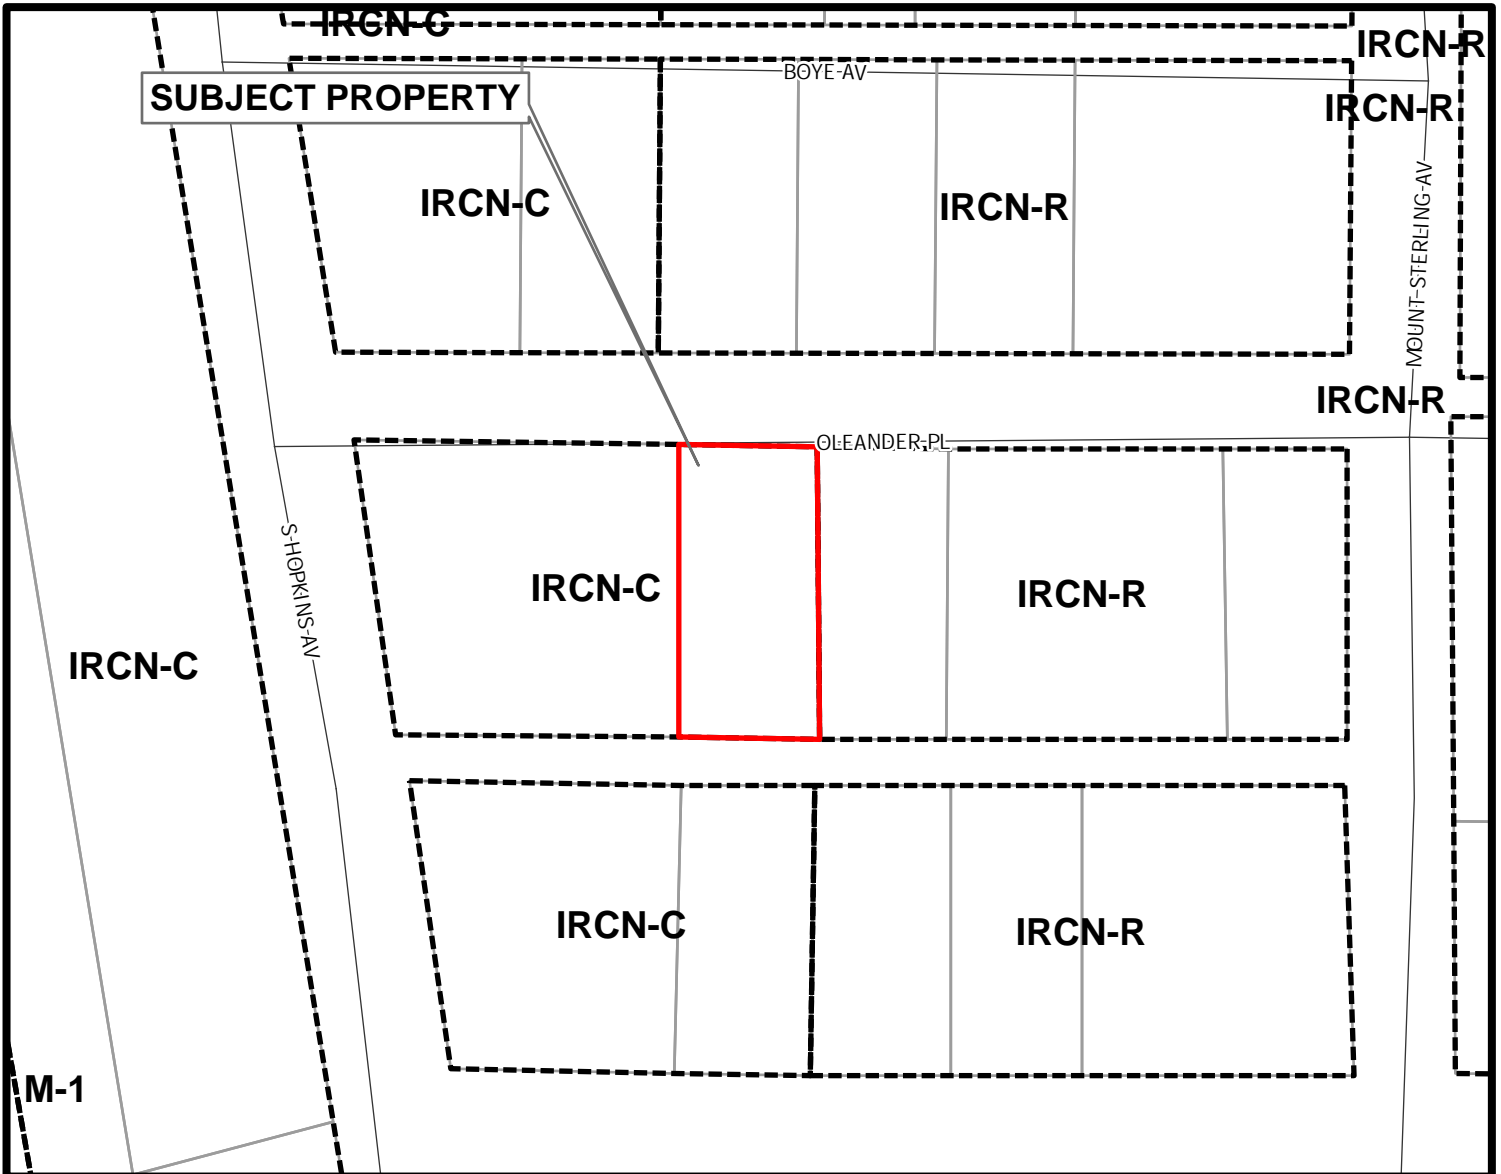 IRCN-C
IRCN-R
BOYE AV
SUBJECT PROPERTY
IRCN-R
IRCN-C
IRCN-R
MOUNT STERLING AV
IRCN-R
OLEANDER PL
S HOPKINS AV
IRCN-C
IRCN-R
IRCN-C
IRCN-C
IRCN-R
M-1